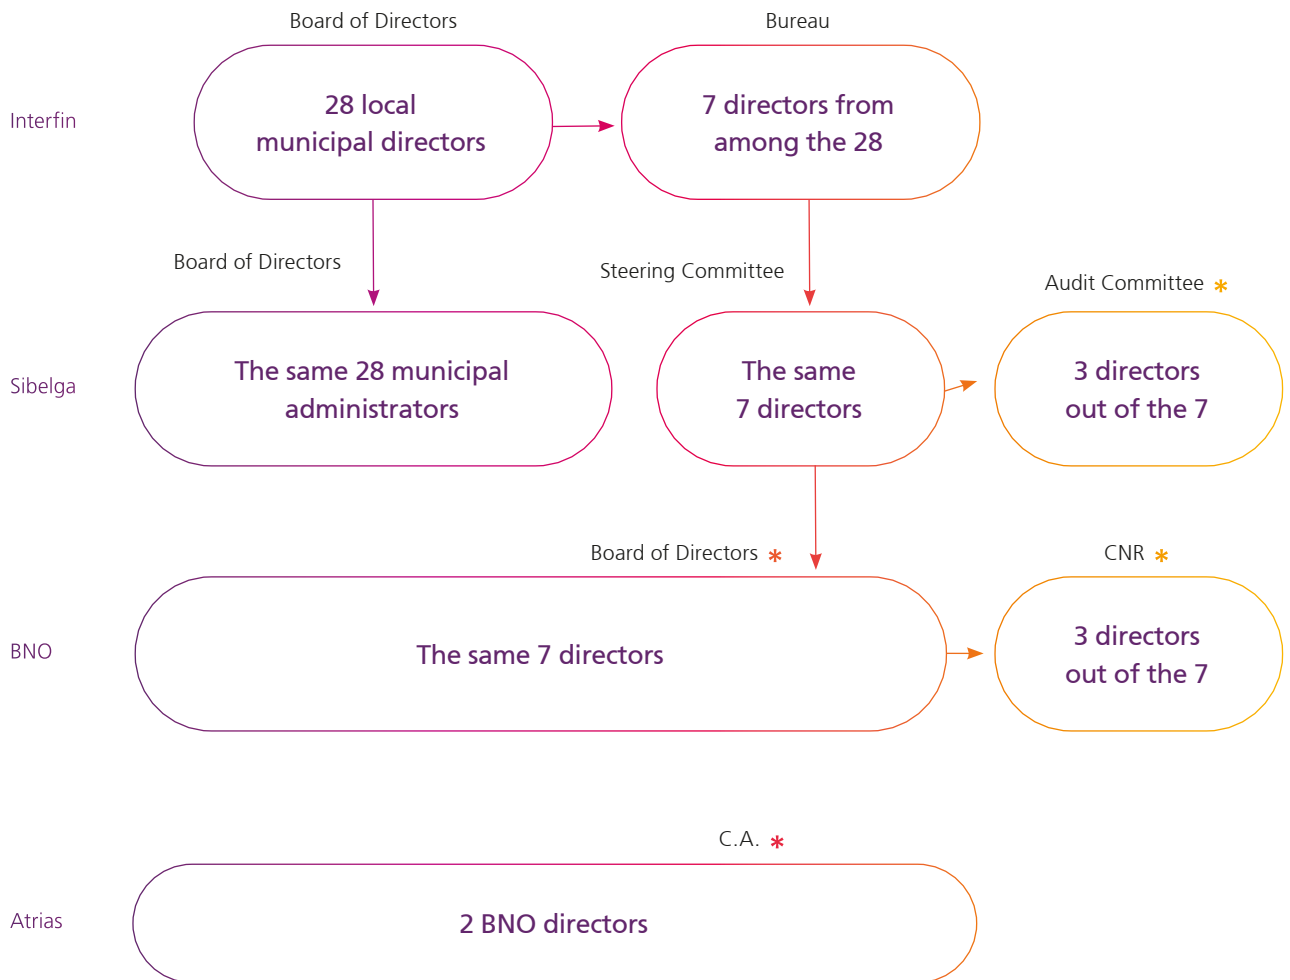 Board of Directors
Bureau
Interfin
28 local
municipal directors
7 directors from
among the 28
Board of Directors
Steering Committee
Audit Committee *
Sibelga
The same 28 municipal
administrators
The same
7 directors
3 directors
out of the 7
Board of Directors *
CNR *
BNO
The same 7 directors
3 directors
out of the 7
C.A. *
Atrias
2 BNO directors